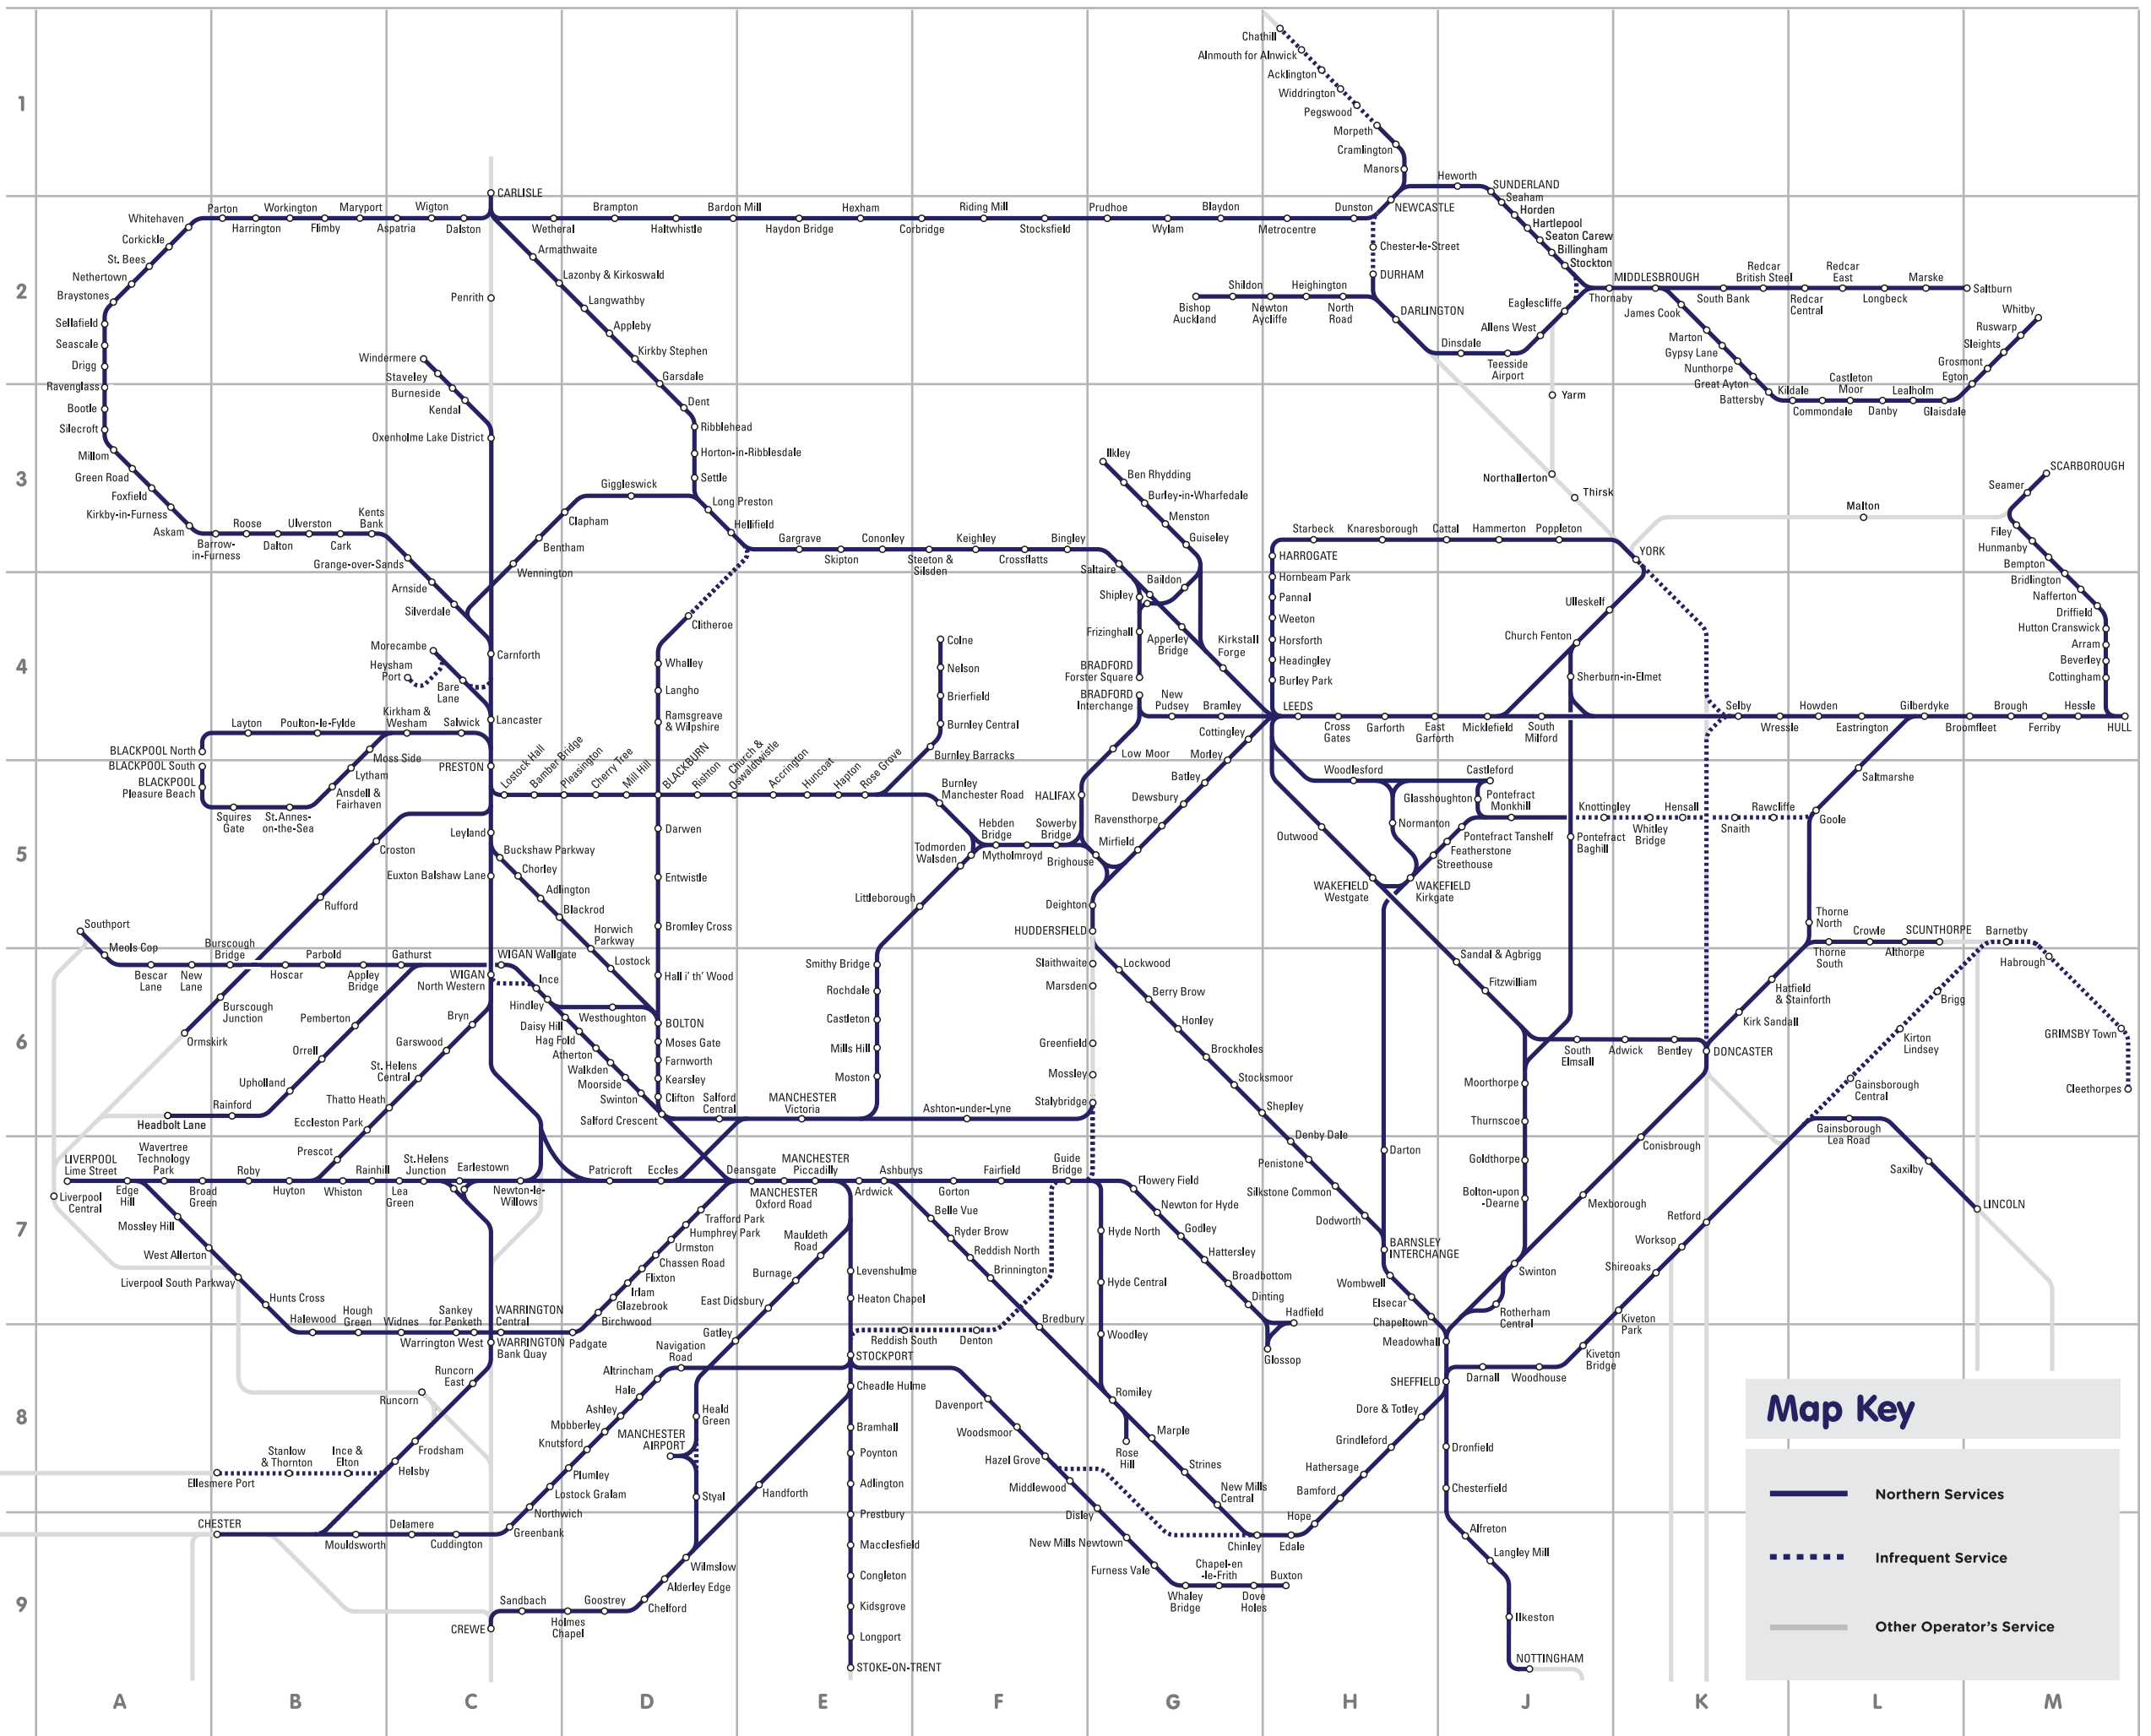 1
2
3
4
5
6
7
8
9
A
B
C
D
E
F
G
H
J
K
L
M
Chathill
Alnmouth for Alnwick
Acklington
Widdrington
Pegswood
Morpeth
Cramlington
Manors
Heworth
SUNDERLAND
Seaham
Horden
Hartlepool
Seaton Carew
Billingham
Stockton
CARLISLE
Whitehaven
Parton
Harrington
Workington
Flimby
Maryport
Aspatria
Wigton
Dalston
Wetheral
Brampton
Haltwhistle
Bardon Mill
Haydon Bridge
Hexham
Corbridge
Riding Mill
Stocksfield
Prudhoe
Wylam
Blaydon
Metrocentre
Dunston
NEWCASTLE
Chester-le-Street
DURHAM
Corkickle
St. Bees
Nethertown
Braystones
Sellafield
Seascale
Drigg
Ravenglass
Bootle
Silecroft
Millom
Green Road
Foxfield
Kirkby-in-Furness
Askam
Barrow-
in-Furness
Roose
Dalton
Ulverston
Cark
Kents
Bank
Grange-over-Sands
Arnside
Silverdale
Penrith
Windermere
Staveley
Burneside
Kendal
Oxenholme Lake District
Armathwaite
Lazonby & Kirkoswald
Langwathby
Appleby
Kirkby Stephen
Garsdale
Dent
Ribblehead
Horton-in-Ribblesdale
Settle
Giggleswick
Long Preston
Clapham
Hellifield
Bentham
Wennington
Gargrave
Skipton
Cononley
Steeton &
Silsden
Keighley
Crossflatts
Bingley
Saltaire
Bishop
Auckland
Shildon
Newton
Aycliffe
Heighington
North
Road
DARLINGTON
Dinsdale
Teesside
Airport
Allens West
Eaglescliffe
Thornaby
MIDDLESBROUGH
James Cook
South Bank
Redcar
British Steel
Redcar
Central
Redcar
East
Longbeck
Marske
Saltburn
Marton
Gypsy Lane
Nunthorpe
Great Ayton
Battersby
Kildale
Commondale
Castleton
Moor
Danby
Lealholm
Glaisdale
Egton
Grosmont
Sleights
Ruswarp
Whitby
Yarm
Northallerton
Thirsk
Malton
SCARBOROUGH
Seamer
Filey
Hunmanby
Bempton
Bridlington
Nafferton
Driffield
Hutton Cranswick
Arram
Beverley
Cottingham
Ilkley
Ben Rhydding
Burley-in-Wharfedale
Menston
Guiseley
Baildon
Shipley
Frizinghall
Apperley
Bridge
Kirkstall
Forge
BRADFORD
Forster Square
BRADFORD
Interchange
New
Pudsey
Bramley
Starbeck
Knaresborough
Cattal
Hammerton
Poppleton
YORK
HARROGATE
Hornbeam Park
Pannal
Weeton
Horsforth
Headingley
Burley Park
LEEDS
Ulleskelf
Church Fenton
Sherburn-in-Elmet
Cross
Gates
Garforth
East
Garforth
Micklefield
South
Milford
Selby
Wressle
Howden
Eastrington
Gilberdyke
Broomfleet
Brough
Ferriby
Hessle
HULL
Morecambe
Heysham
Port
Bare
Lane
Carnforth
Lancaster
Clitheroe
Whalley
Langho
Ramsgreave
& Wilpshire
Colne
Nelson
Brierfield
Burnley Central
Burnley Barracks
Layton
Poulton-le-Fylde
Kirkham &
Wesham
Salwick
BLACKPOOL North
BLACKPOOL South
BLACKPOOL
Pleasure Beach
Squires
Gate
St.Annes-
on-the-Sea
Ansdell &
Fairhaven
Lytham
Moss Side
PRESTON
Lostock Hall
Bamber Bridge
Pleasington
Cherry Tree
Mill Hill
BLACKBURN
Rishton
Church &
Oswaldtwistle
Accrington
Huncoat
Hapton
Rose Grove
Burnley
Manchester Road
Hebden
Bridge
Mytholmroyd
Sowerby
Bridge
HALIFAX
Low Moor
Todmorden
Walsden
Brighouse
Mirfield
Ravensthorpe
Dewsbury
Batley
Morley
Cottingley
Woodlesford
Castleford
Glasshoughton
Pontefract
Monkhill
Normanton
Pontefract Tanshelf
Featherstone
Streethouse
Pontefract
Baghill
Knottingley
Whitley
Bridge
Hensall
Snaith
Rawcliffe
Goole
Saltmarshe
Outwood
WAKEFIELD
Westgate
WAKEFIELD
Kirkgate
Leyland
Croston
Rufford
Euxton Balshaw Lane
Buckshaw Parkway
Chorley
Adlington
Blackrod
Horwich
Parkway
Lostock
Darwen
Entwistle
Bromley Cross
Hall i' th' Wood
Littleborough
Smithy Bridge
Rochdale
Castleton
Mills Hill
Moston
Deighton
HUDDERSFIELD
Slaithwaite
Marsden
Greenfield
Mossley
Stalybridge
Lockwood
Berry Brow
Honley
Brockholes
Stocksmoor
Shepley
Denby Dale
Penistone
Silkstone Common
Dodworth
Southport
Meols Cop
Bescar
Lane
New
Lane
Burscough
Bridge
Hoscar
Parbold
Appley
Bridge
Gathurst
WIGAN Wallgate
WIGAN
North Western
Ince
Hindley
Westhoughton
Daisy Hill
Hag Fold
Atherton
Walkden
Moorside
Swinton
BOLTON
Moses Gate
Farnworth
Kearsley
Clifton
Salford Crescent
Salford
Central
MANCHESTER
Victoria
Ashton-under-Lyne
Burscough
Junction
Ormskirk
Pemberton
Orrell
Upholland
Rainford
Headbolt Lane
Bryn
Garswood
St. Helens
Central
Thatto Heath
Eccleston Park
Prescot
Sandal & Agbrigg
Fitzwilliam
South
Elmsall
Adwick
Bentley
DONCASTER
Kirk Sandall
Hatfield
& Stainforth
Thorne
North
Thorne
South
Crowle
Althorpe
SCUNTHORPE
Barnetby
Habrough
GRIMSBY Town
Cleethorpes
Brigg
Kirton
Lindsey
Gainsborough
Central
Gainsborough
Lea Road
Saxilby
LINCOLN
Moorthorpe
Thurnscoe
Goldthorpe
Bolton-upon
-Dearne
Conisbrough
Mexborough
Swinton
Rotherham
Central
Retford
Worksop
Shireoaks
Kiveton
Park
Kiveton
Bridge
Woodhouse
Darnall
LIVERPOOL
Lime Street
Liverpool
Central
Edge
Hill
Wavertree
Technology
Park
Broad
Green
Roby
Huyton
Whiston
Rainhill
Lea
Green
St.Helens
Junction
Earlestown
Newton-le-
Willows
Patricroft
Eccles
Deansgate
MANCHESTER
Oxford Road
MANCHESTER
Piccadilly
Ardwick
Ashburys
Gorton
Fairfield
Guide
Bridge
Flowery Field
Newton for Hyde
Godley
Hattersley
Broadbottom
Dinting
Hadfield
Glossop
Mossley Hill
West Allerton
Liverpool South Parkway
Hunts Cross
Halewood
Hough
Green
Widnes
Sankey
for Penketh
Warrington West
WARRINGTON
Central
WARRINGTON
Bank Quay
Padgate
Birchwood
Glazebrook
Irlam
Flixton
Chassen Road
Urmston
Humphrey Park
Trafford Park
Mauldeth
Road
Burnage
East Didsbury
Gatley
Levenshulme
Heaton Chapel
Reddish South
Denton
Belle Vue
Ryder Brow
Reddish North
Brinnington
Bredbury
Hyde North
Hyde Central
Woodley
Romiley
Rose
Hill
Marple
Strines
New Mills
Central
Chinley
Edale
Hope
Bamford
Hathersage
Grindleford
Dore & Totley
Darton
BARNSLEY
INTERCHANGE
Wombwell
Elsecar
Chapeltown
Meadowhall
SHEFFIELD
Dronfield
Chesterfield
Alfreton
Langley Mill
Ilkeston
NOTTINGHAM
Runcorn
East
Runcorn
Frodsham
Helsby
Ince &
Elton
Stanlow
& Thornton
Ellesmere Port
CHESTER
Mouldsworth
Delamere
Cuddington
Greenbank
Northwich
Lostock Gralam
Plumley
Knutsford
Mobberley
Ashley
Hale
Altrincham
Navigation
Road
STOCKPORT
Cheadle Hulme
Bramhall
Poynton
Adlington
Prestbury
Macclesfield
Congleton
Kidsgrove
Longport
STOKE-ON-TRENT
Heald
Green
MANCHESTER
AIRPORT
Styal
Handforth
Wilmslow
Alderley Edge
Chelford
Goostrey
Holmes
Chapel
Sandbach
CREWE
Davenport
Woodsmoor
Hazel Grove
Middlewood
Disley
New Mills Newtown
Furness Vale
Whaley
Bridge
Chapel-en
-le-Frith
Dove
Holes
Buxton
Map Key
Northern Services
Infrequent Service
Other Operator's Service